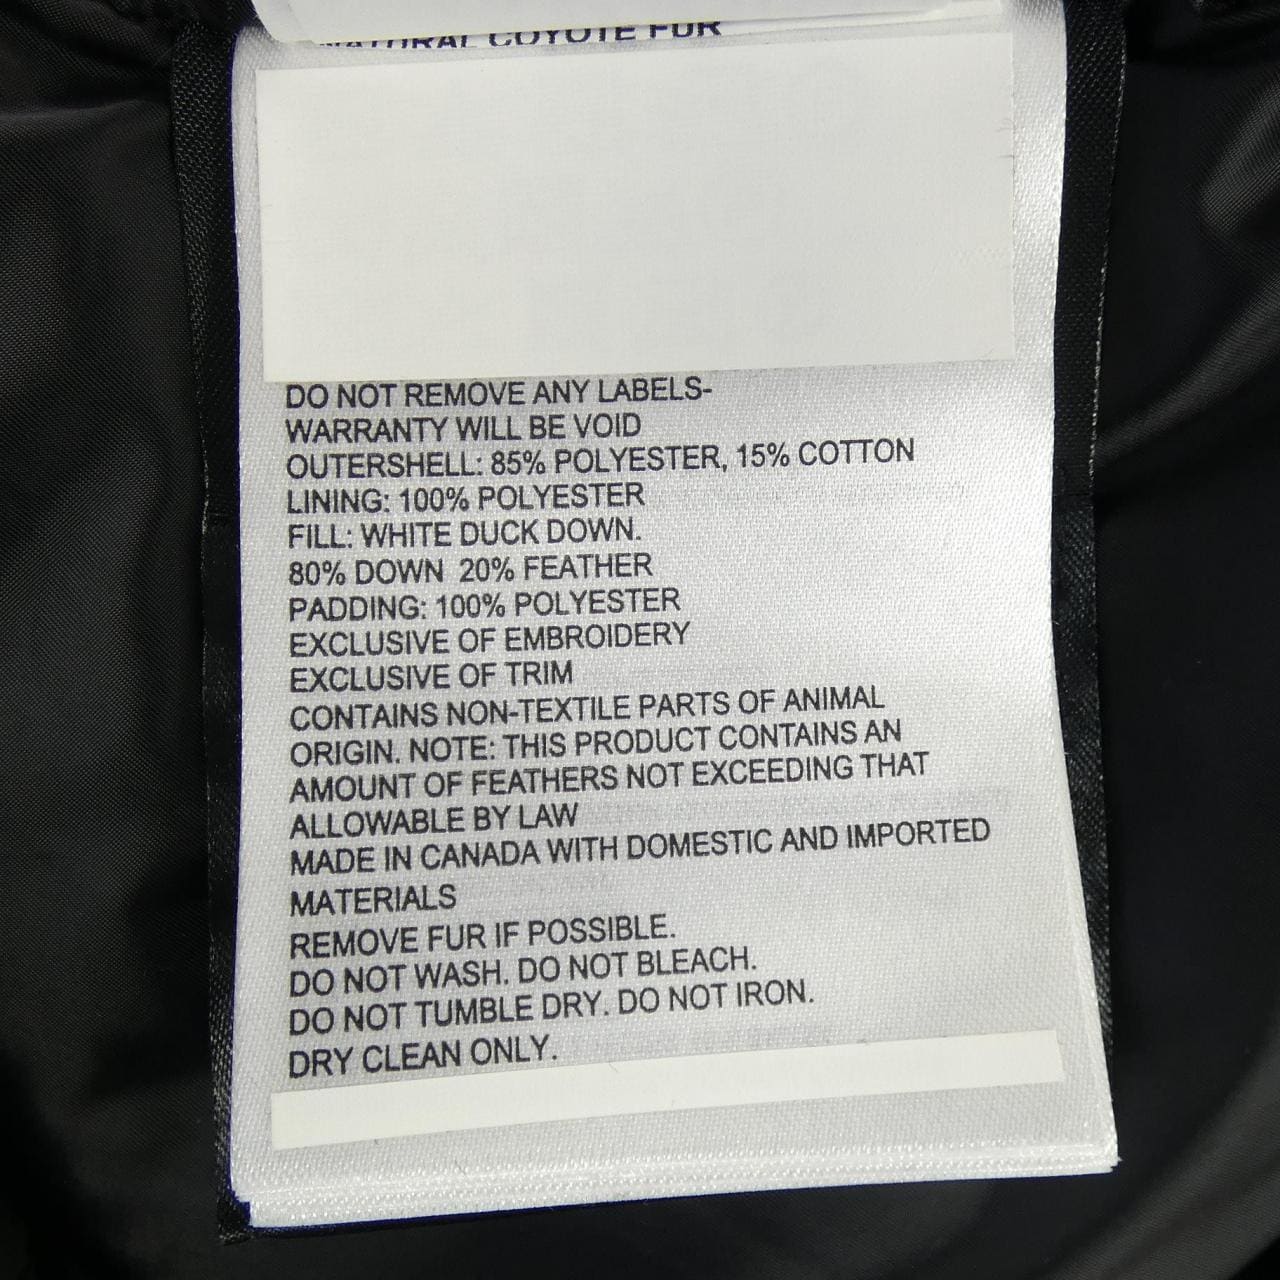 NATURAL COYOTE FUR
DO NOT REMOVE ANY LABELS-
WARRANTY WILL BE VOID
OUTERSHELL: 85% POLYESTER, 15% COTTON
LINING: 100% POLYESTER
FILL: WHITE DUCK DOWN.
80% DOWN  20% FEATHER
PADDING: 100% POLYESTER
EXCLUSIVE OF EMBROIDERY
EXCLUSIVE OF TRIM
CONTAINS NON-TEXTILE PARTS OF ANIMAL
ORIGIN. NOTE: THIS PRODUCT CONTAINS AN
AMOUNT OF FEATHERS NOT EXCEEDING THAT
ALLOWABLE BY LAW
MADE IN CANADA WITH DOMESTIC AND IMPORTED
MATERIALS
REMOVE FUR IF POSSIBLE.
DO NOT WASH. DO NOT BLEACH.
DO NOT TUMBLE DRY. DO NOT IRON.
DRY CLEAN ONLY.